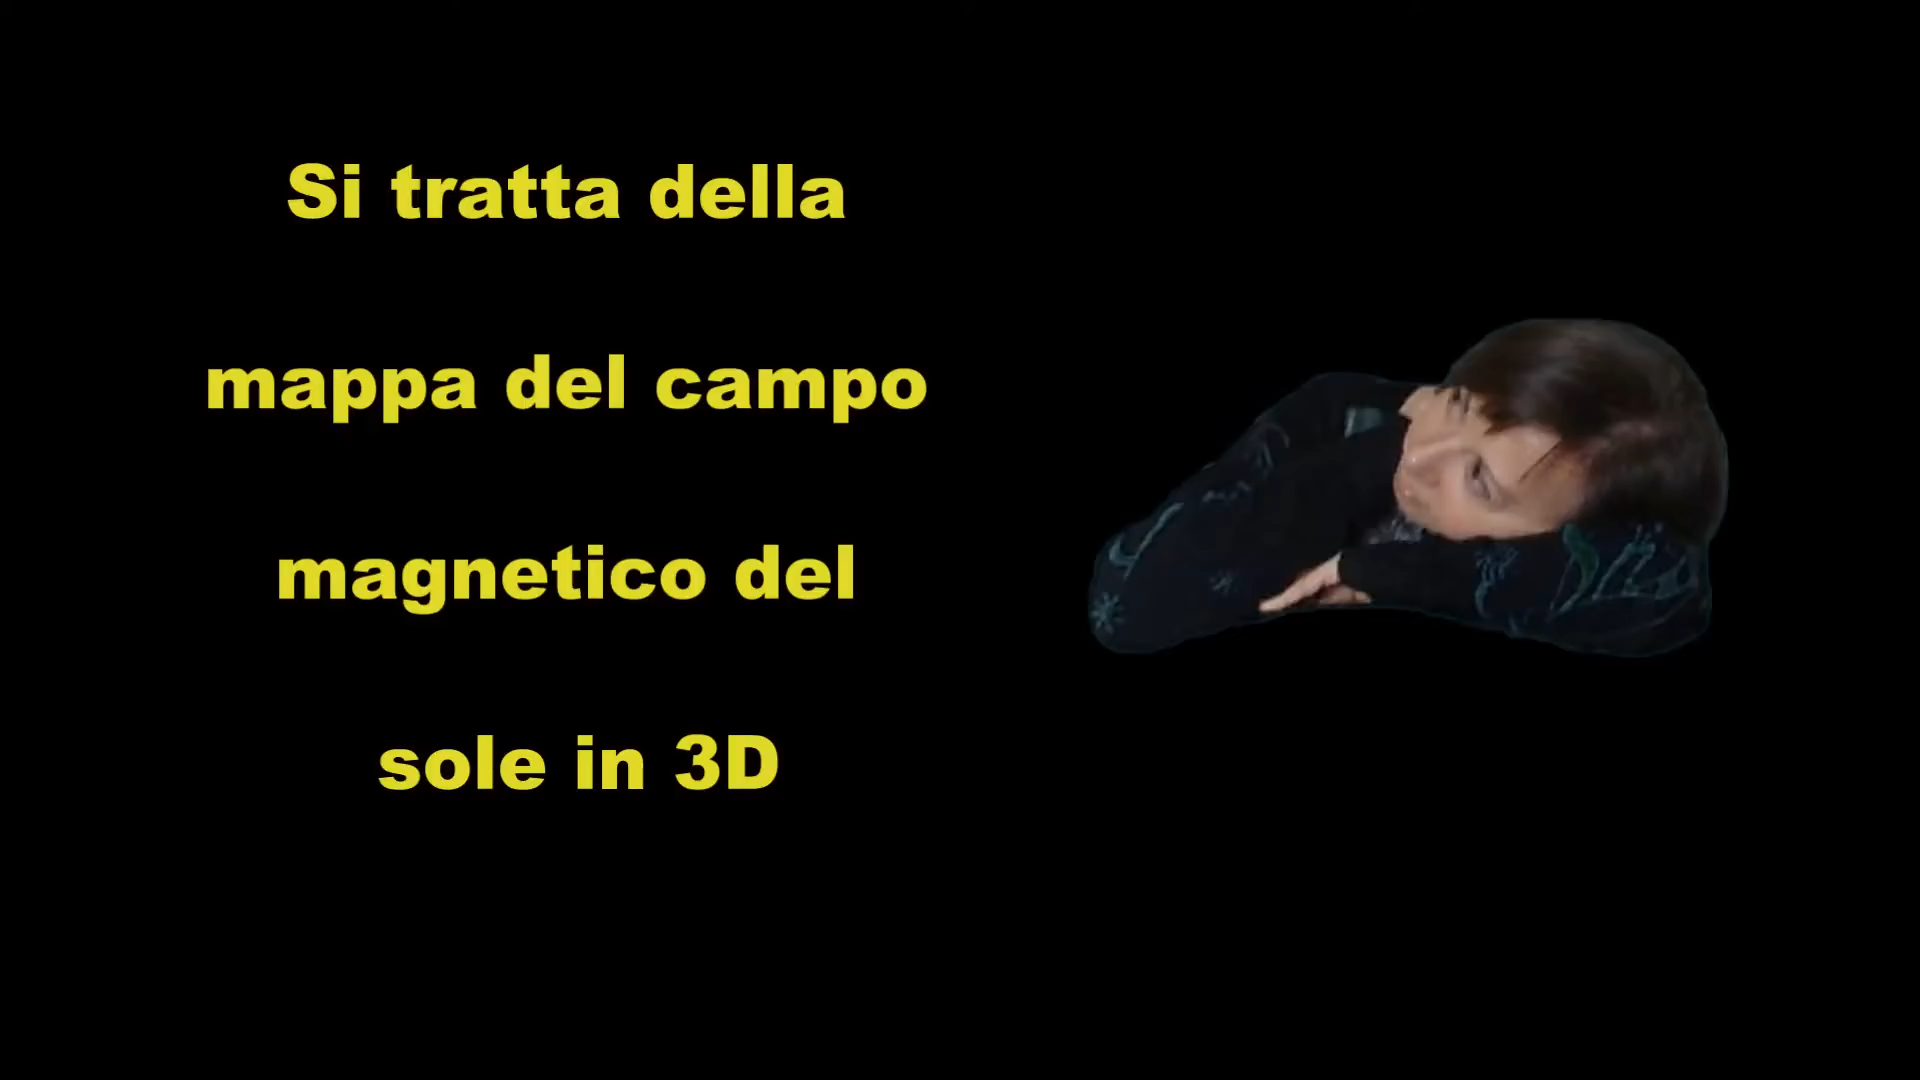 Si tratta della
mappa del campo
magnetico del
sole in 3D